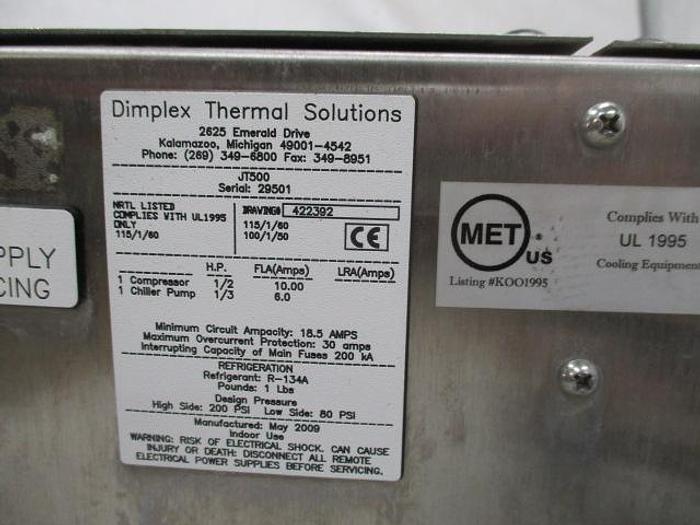 Dimplex Thermal Solutions
2625 Emerald Drive
Kalamazoo, Michigan 49001-4542
Phone: (269) 349-6800 Fax: 349-8951
JT500
Serial: 29501
NRTL LISTED
COMPLIES WITH UL1995
ONLY
115/1/60
DRAWING# 422392
115/1/60
100/1/50
CE
H.P. FLA(Amps) LRA(Amps)
1 Compressor 1/2 10.00
1 Chiller Pump 1/3 6.0
Minimum Circuit Ampacity: 18.5 AMPS
Maximum Overcurrent Protection: 30 amps
Interrupting Capacity of Main Fuses 200 kA
REFRIGERATION
Refrigerant: R-134A
Pounds: 1 Lbs
Design Pressure
High Side: 200 PSI Low Side: 80 PSI
Manufactured: May 2009
Indoor Use
WARNING: RISK OF ELECTRICAL SHOCK. CAN CAUSE
INJURY OR DEATH: DISCONNECT ALL REMOTE
ELECTRICAL POWER SUPPLIES BEFORE SERVICING.
PPLY
CING
MET ®
US
Listing #KOO1995
Complies With
UL 1995
Cooling Equipment